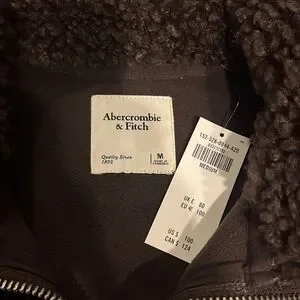 Abercrombie
& Fitch
Quality Since
1892
M
MEDIUM
UK £ 80
EU € 100
US $ 100
CAN $ 124